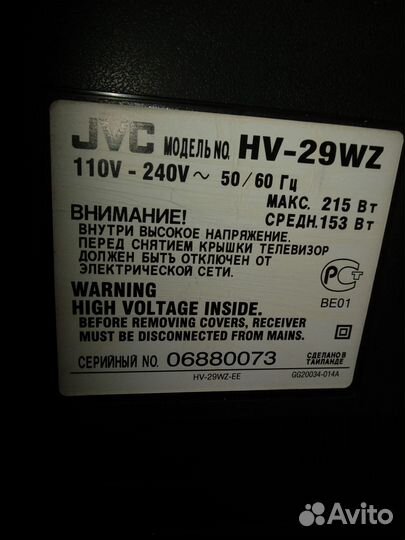 JVC МОДЕЛЬ NO. HV-29WZ
110V - 240V ~ 50/60 Гц
МАКС. 215 Вт
СРЕДН. 153 Вт
ВНИМАНИЕ!
ВНУТРИ ВЫСОКОЕ НАПРЯЖЕНИЕ.
ПЕРЕД СНЯТИЕМ КРЫШКИ ТЕЛЕВИЗОР
ДОЛЖЕН БЫТЬ ОТКЛЮЧЕН ОТ
ЭЛЕКТРИЧЕСКОЙ СЕТИ.
РСТ
BE01
WARNING
HIGH VOLTAGE INSIDE.
BEFORE REMOVING COVERS, RECEIVER
MUST BE DISCONNECTED FROM MAINS.
СЕРИЙНЫЙ NO. 06880073
СДЕЛАНО В
ТАИЛАНДЕ
HV-29WZ-EE
GG20034-014A
Avito